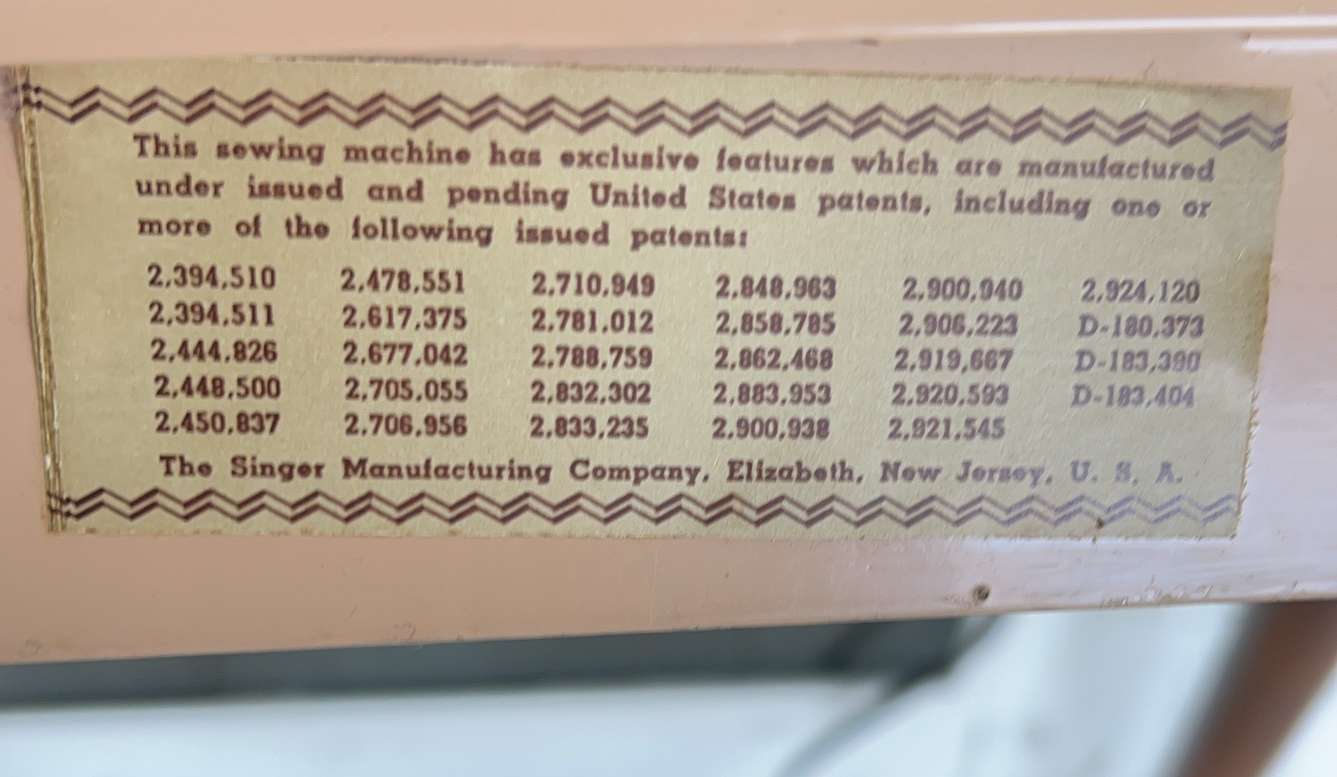 This sewing machine has exclusive features which are manufactured
under issued and pending United States patents, including one or
more of the following issued patents:
2,394,510 2,478,551 2,710,949 2,848,963 2,900,940 2,924,120
2,394,511 2,617,375 2,781,012 2,858,785 2,906,223 D-180,373
2,444,826 2,677,042 2,788,759 2,862,468 2,919,667 D-183,390
2,448,500 2,705,055 2,832,302 2,883,953 2,920,593 D-183,404
2,450,837 2,706,956 2,833,235 2,900,938 2,921,545
The Singer Manufacturing Company, Elizabeth, New Jersey, U. S. A.